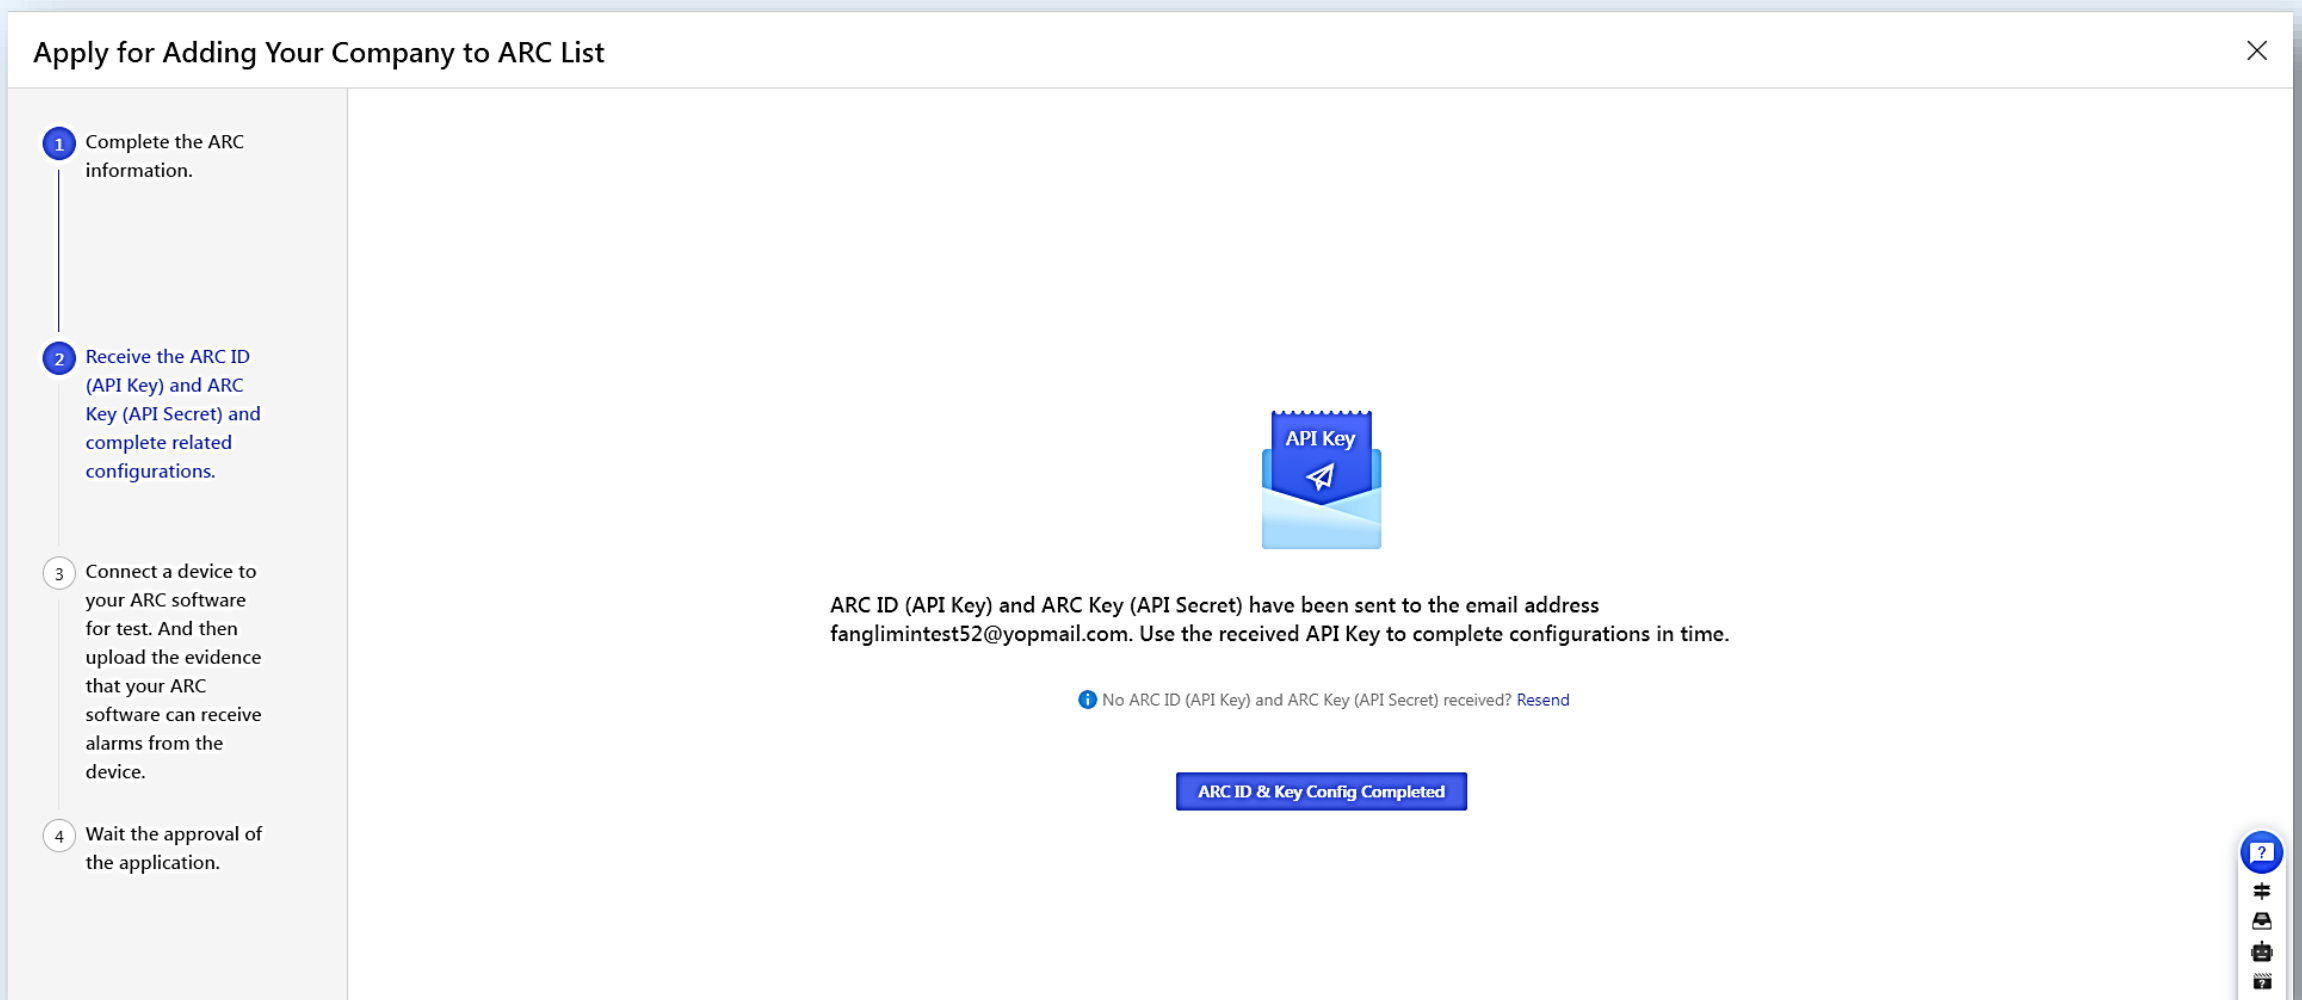 Apply for Adding Your Company to ARC List
1
Complete the ARC
information.
2
Receive the ARC ID
(API Key) and ARC
Key (API Secret) and
complete related
configurations.
3
Connect a device to
your ARC software
for test. And then
upload the evidence
that your ARC
software can receive
alarms from the
device.
4
Wait the approval of
the application.
API Key
ARC ID (API Key) and ARC Key (API Secret) have been sent to the email address
fanglimintest52@yopmail.com. Use the received API Key to complete configurations in time.
No ARC ID (API Key) and ARC Key (API Secret) received? Resend
ARC ID & Key Config Completed